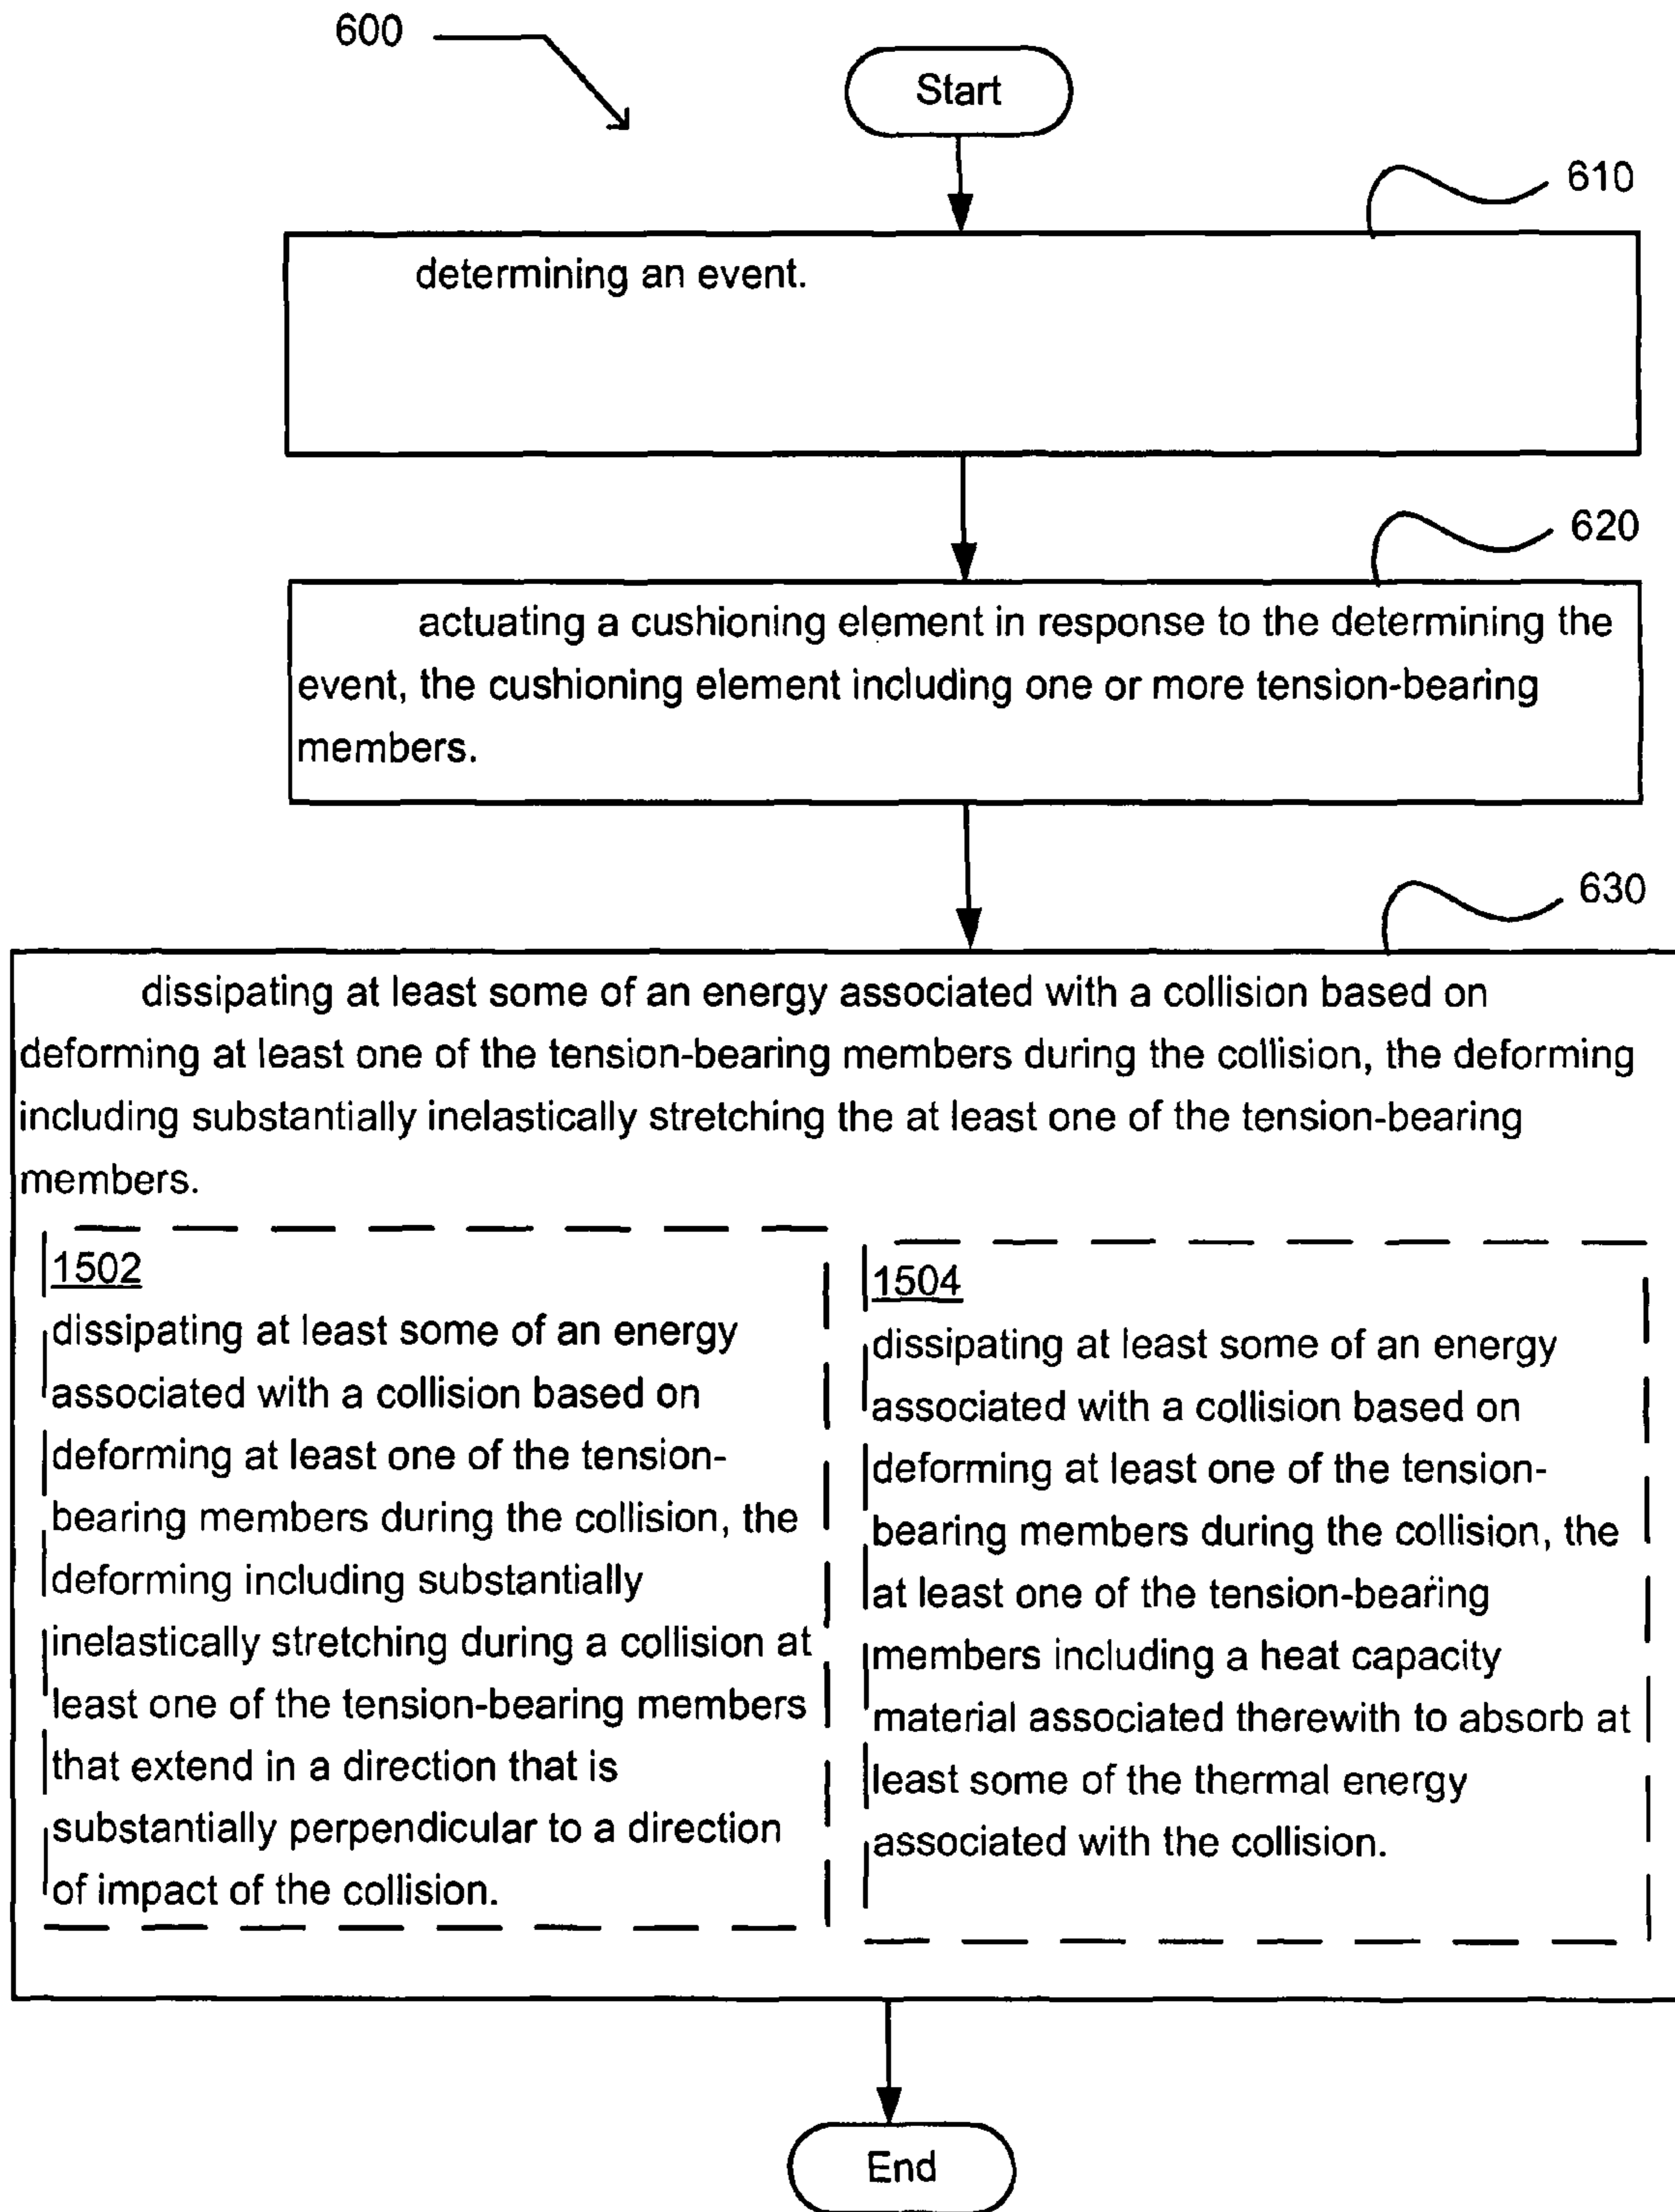 600
Start
610
determining an event.
620
actuating a cushioning element in response to the determining the
event, the cushioning element including one or more tension-bearing
members.
630
dissipating at least some of an energy associated with a collision based on
deforming at least one of the tension-bearing members during the collision, the deforming
including substantially inelastically stretching the at least one of the tension-bearing
members.
1502
dissipating at least some of an energy
associated with a collision based on
deforming at least one of the tension-
bearing members during the collision, the
deforming including substantially
inelastically stretching during a collision at
least one of the tension-bearing members
that extend in a direction that is
substantially perpendicular to a direction
of impact of the collision.
1504
dissipating at least some of an energy
associated with a collision based on
deforming at least one of the tension-
bearing members during the collision, the
at least one of the tension-bearing
members including a heat capacity
material associated therewith to absorb at
least some of the thermal energy
associated with the collision.
End